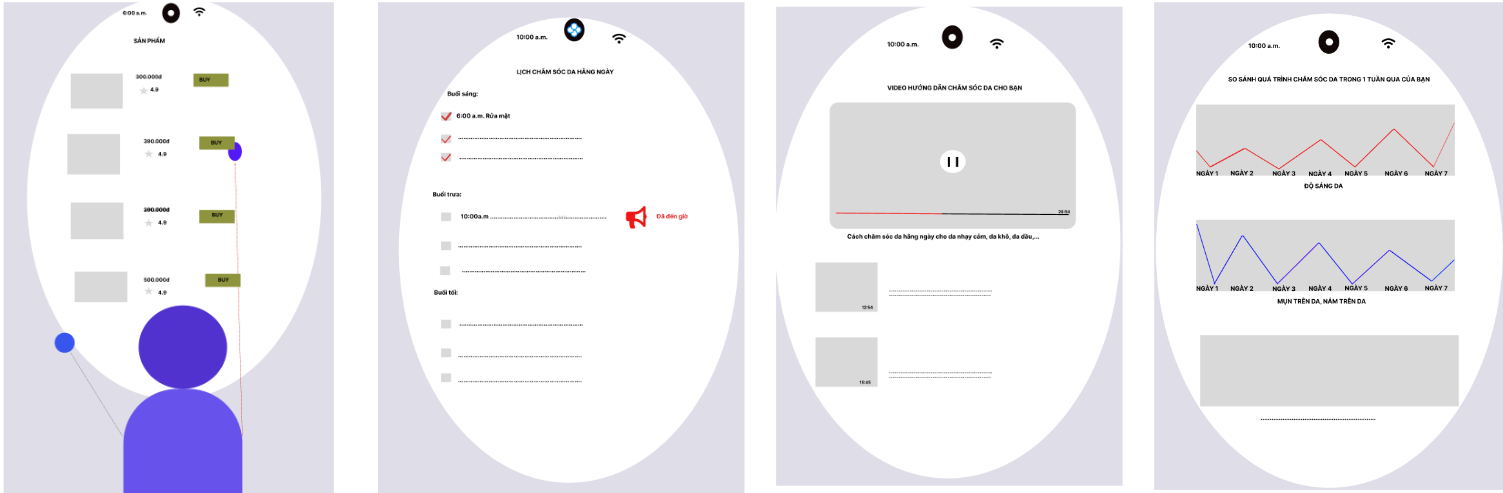 6:00 a.m.
SẢN PHẨM
300.000đ
4.9
BUY
390.000đ
4.9
BUY
390.000đ
4.9
BUY
500.000đ
4.9
BUY
10:00 a.m.
LỊCH CHĂM SÓC DA HẰNG NGÀY
Buổi sáng:
6:00 a.m. Rửa mặt
Buổi trưa:
10:00a.m
Đã đến giờ
Buổi tối:
10:00 a.m.
VIDEO HƯỚNG DẪN CHĂM SÓC DA CHO BẠN
20:54
Cách chăm sóc da hằng ngày cho da nhạy cảm, da khô, da dầu,...
12:54
15:45
10:00 a.m.
SO SÁNH QUÁ TRÌNH CHĂM SÓC DA TRONG 1 TUẦN QUA CỦA BẠN
NGÀY 1 NGÀY 2 NGÀY 3 NGÀY 4 NGÀY 5 NGÀY 6 NGÀY 7
ĐỘ SÁNG DA
NGÀY 1 NGÀY 2 NGÀY 3 NGÀY 4 NGÀY 5 NGÀY 6 NGÀY 7
MỤN TRÊN DA, NÁM TRÊN DA